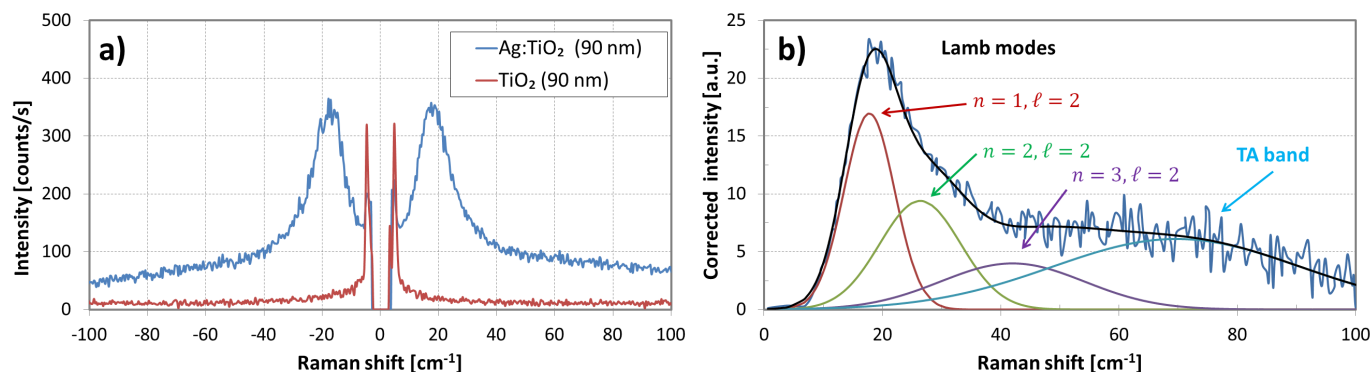 a)
Ag:TiO₂ (90 nm)
TiO₂ (90 nm)
Intensity [counts/s]
500
400
300
200
100
0
-100 -80 -60 -40 -20 0 20 40 60 80 100
Raman shift [cm⁻¹]
b)
Lamb modes
n = 1, ℓ = 2
n = 2, ℓ = 2
n = 3, ℓ = 2
TA band
Corrected intensity [a.u.]
25
20
15
10
5
0
0 20 40 60 80 100
Raman shift [cm⁻¹]